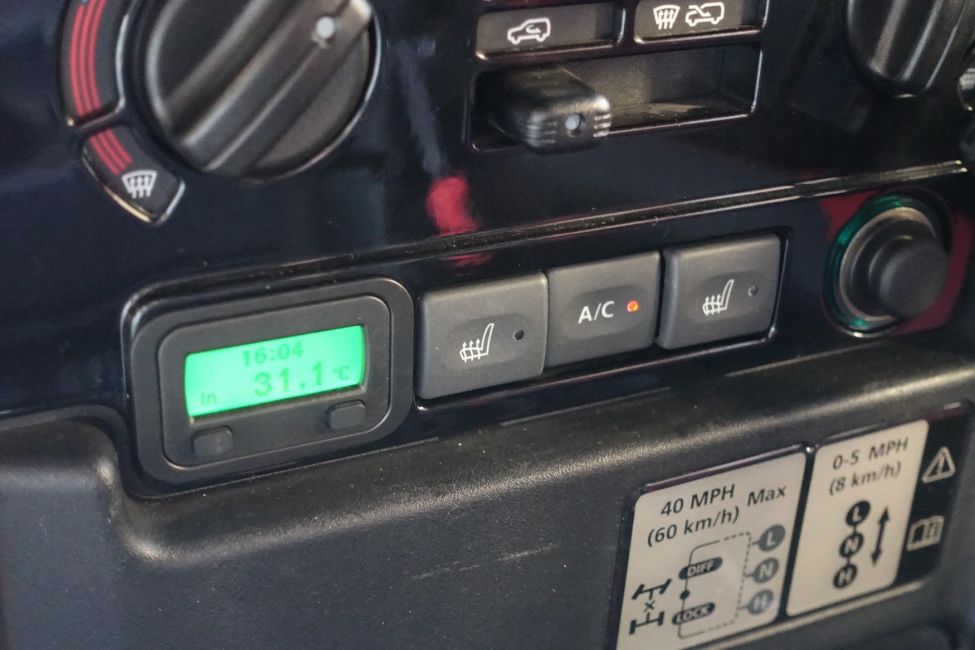 16:04
In 31.1 °C
A/C
40 MPH
(60 km/h) Max
DIFF
LOCK
L
N
H
0-5 MPH
(8 km/h)
L
N
H